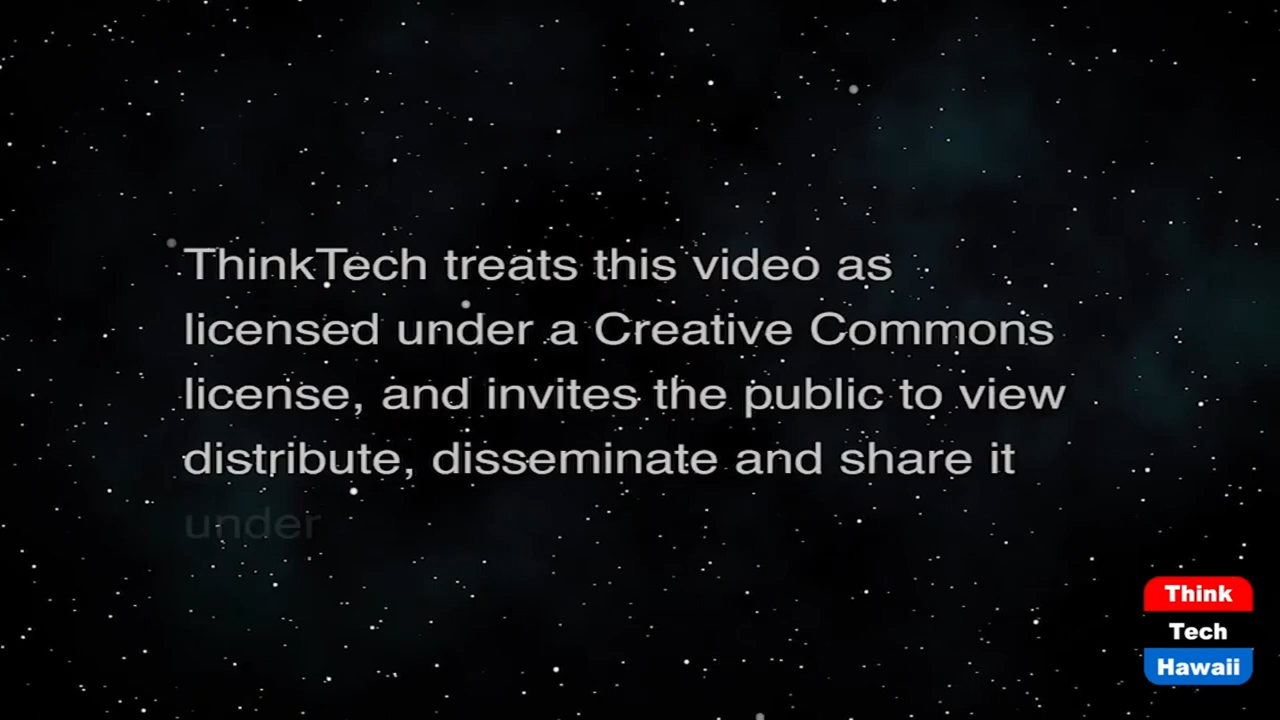 ThinkTech treats this video as
licensed under a Creative Commons
license, and invites the public to view
distribute, disseminate and share it
under
Think
Tech
Hawaii